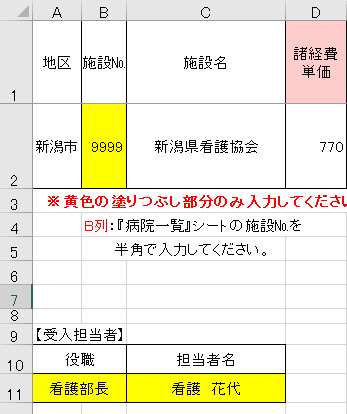 A B C D
1 地区 施設No. 施設名 諸経費
単価
2 新潟市 9999 新潟県看護協会 770
3 ※黄色の塗りつぶし部分のみ入力してください
4 B列:『病院一覧』シートの施設No.を
5 半角で入力してください。
6
7
8
9 【受入担当者】
10 役職 担当者名
11 看護部長 看護 花代